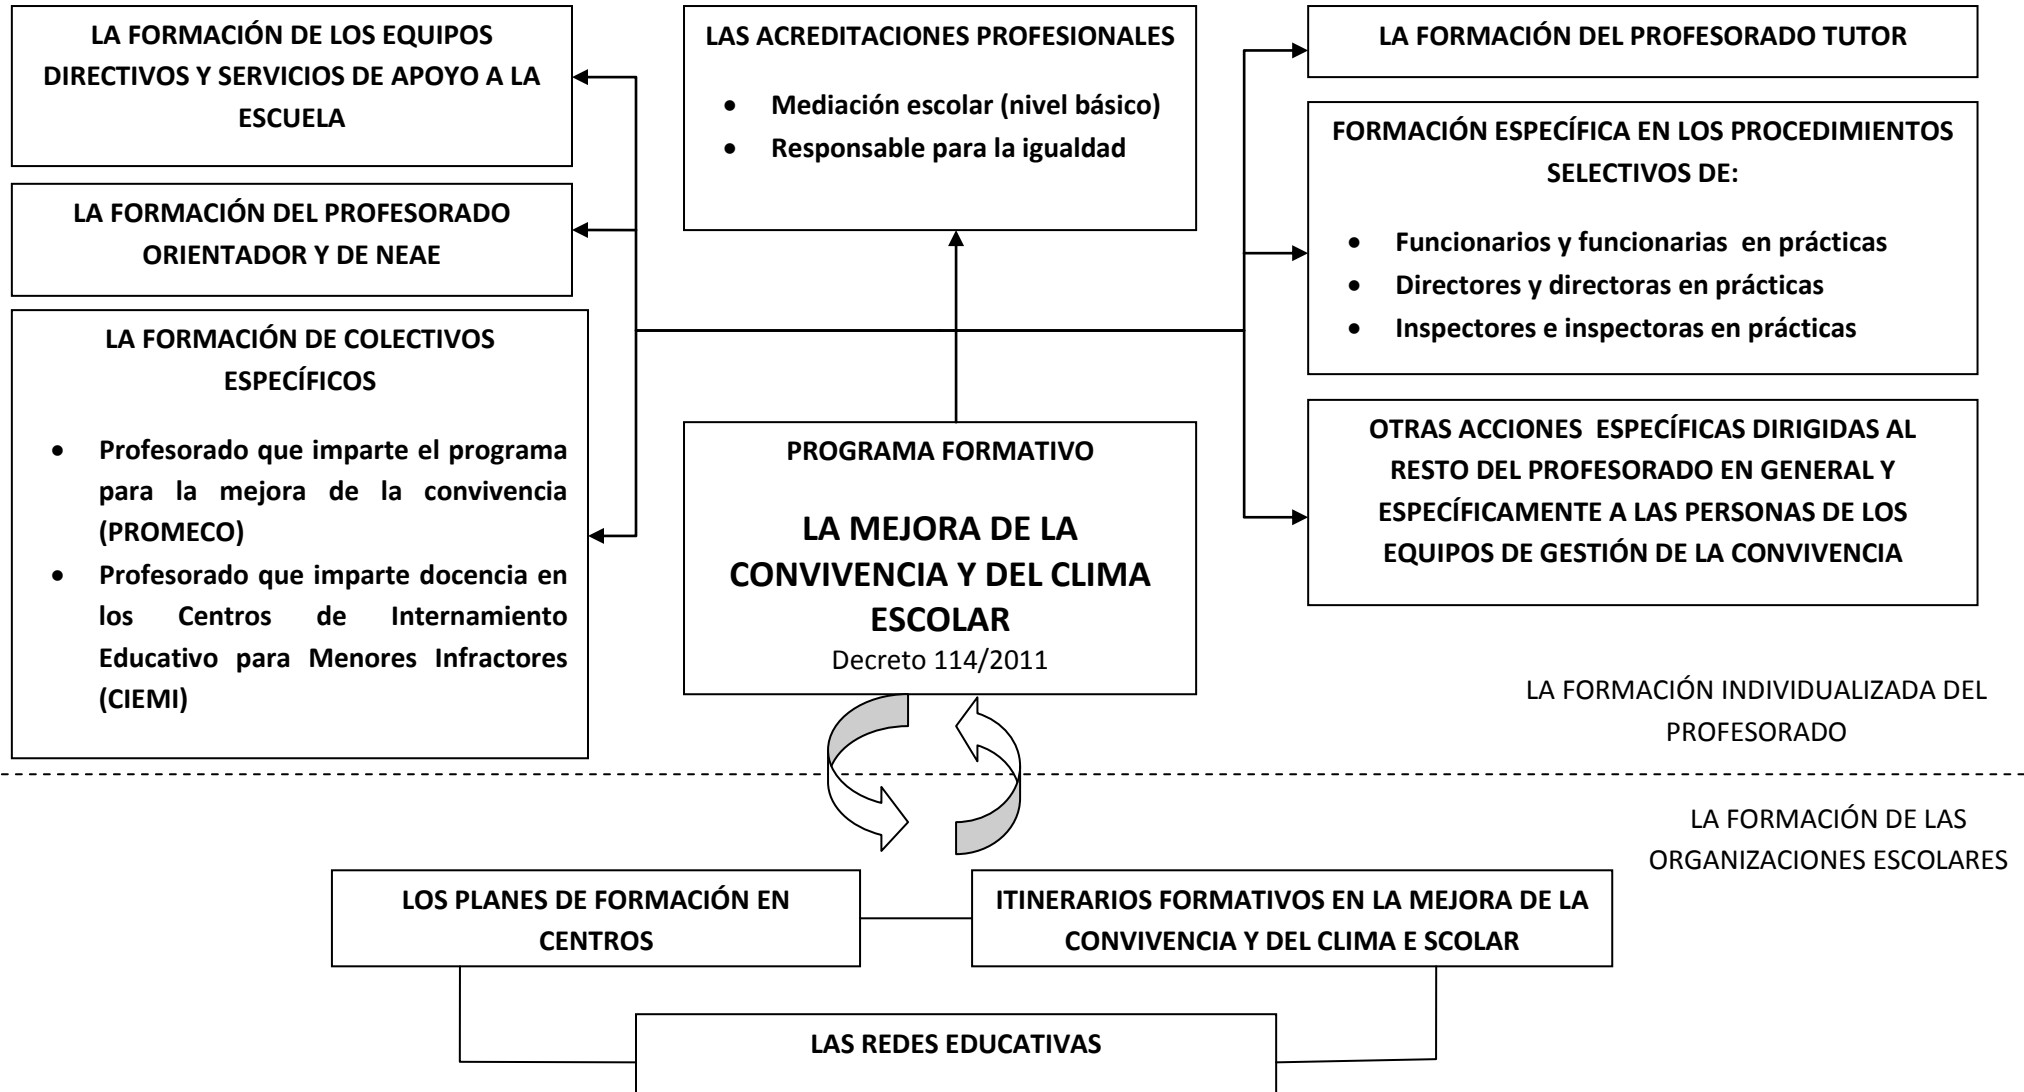 LA FORMACIÓN DE LOS EQUIPOS
DIRECTIVOS Y SERVICIOS DE APOYO A LA
ESCUELA
LA FORMACIÓN DEL PROFESORADO
ORIENTADOR Y DE NEAE
LA FORMACIÓN DE COLECTIVOS
ESPECÍFICOS
• Profesorado que imparte el programa
para la mejora de la convivencia
(PROMECO)
• Profesorado que imparte docencia en
los Centros de Internamiento
Educativo para Menores Infractores
(CIEMI)
LAS ACREDITACIONES PROFESIONALES
• Mediación escolar (nivel básico)
• Responsable para la igualdad
PROGRAMA FORMATIVO
LA MEJORA DE LA
CONVIVENCIA Y DEL CLIMA
ESCOLAR
Decreto 114/2011
LA FORMACIÓN DEL PROFESORADO TUTOR
FORMACIÓN ESPECÍFICA EN LOS PROCEDIMIENTOS
SELECTIVOS DE:
• Funcionarios y funcionarias en prácticas
• Directores y directoras en prácticas
• Inspectores e inspectoras en prácticas
OTRAS ACCIONES ESPECÍFICAS DIRIGIDAS AL
RESTO DEL PROFESORADO EN GENERAL Y
ESPECÍFICAMENTE A LAS PERSONAS DE LOS
EQUIPOS DE GESTIÓN DE LA CONVIVENCIA
LA FORMACIÓN INDIVIDUALIZADA DEL
PROFESORADO
LA FORMACIÓN DE LAS
ORGANIZACIONES ESCOLARES
LOS PLANES DE FORMACIÓN EN
CENTROS
ITINERARIOS FORMATIVOS EN LA MEJORA DE LA
CONVIVENCIA Y DEL CLIMA E SCOLAR
LAS REDES EDUCATIVAS